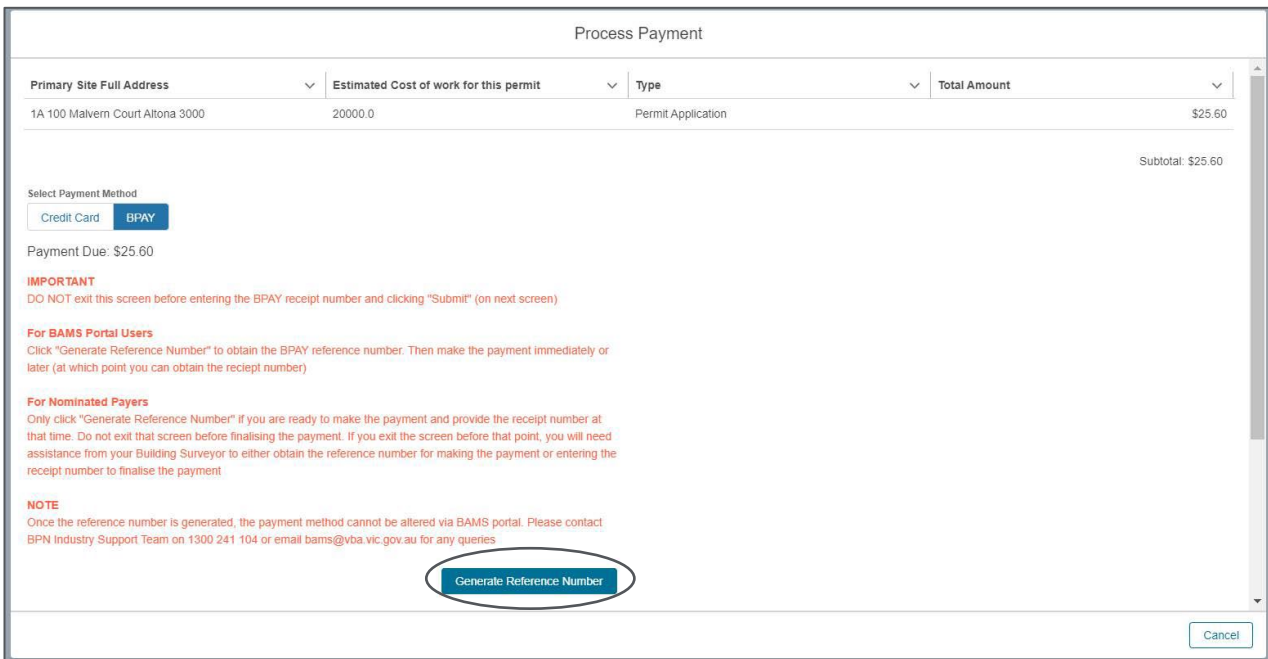 Process Payment
Primary Site Full Address Estimated Cost of work for this permit Type Total Amount
1A 100 Malvern Court Altona 3000 20000.0 Permit Application $25.60
Subtotal: $25.60
Select Payment Method
Credit Card BPAY
Payment Due: $25.60
IMPORTANT
DO NOT exit this screen before entering the BPAY receipt number and clicking "Submit" (on next screen)
For BAMS Portal Users
Click "Generate Reference Number" to obtain the BPAY reference number. Then make the payment immediately or
later (at which point you can obtain the reciept number)
For Nominated Payers
Only click "Generate Reference Number" if you are ready to make the payment and provide the receipt number at
that time. Do not exit that screen before finalising the payment. If you exit the screen before that point, you will need
assistance from your Building Surveyor to either obtain the reference number for making the payment or entering the
receipt number to finalise the payment
NOTE
Once the reference number is generated, the payment method cannot be altered via BAMS portal. Please contact
BPN Industry Support Team on 1300 241 104 or email bams@vba.vic.gov.au for any queries
Generate Reference Number
Cancel